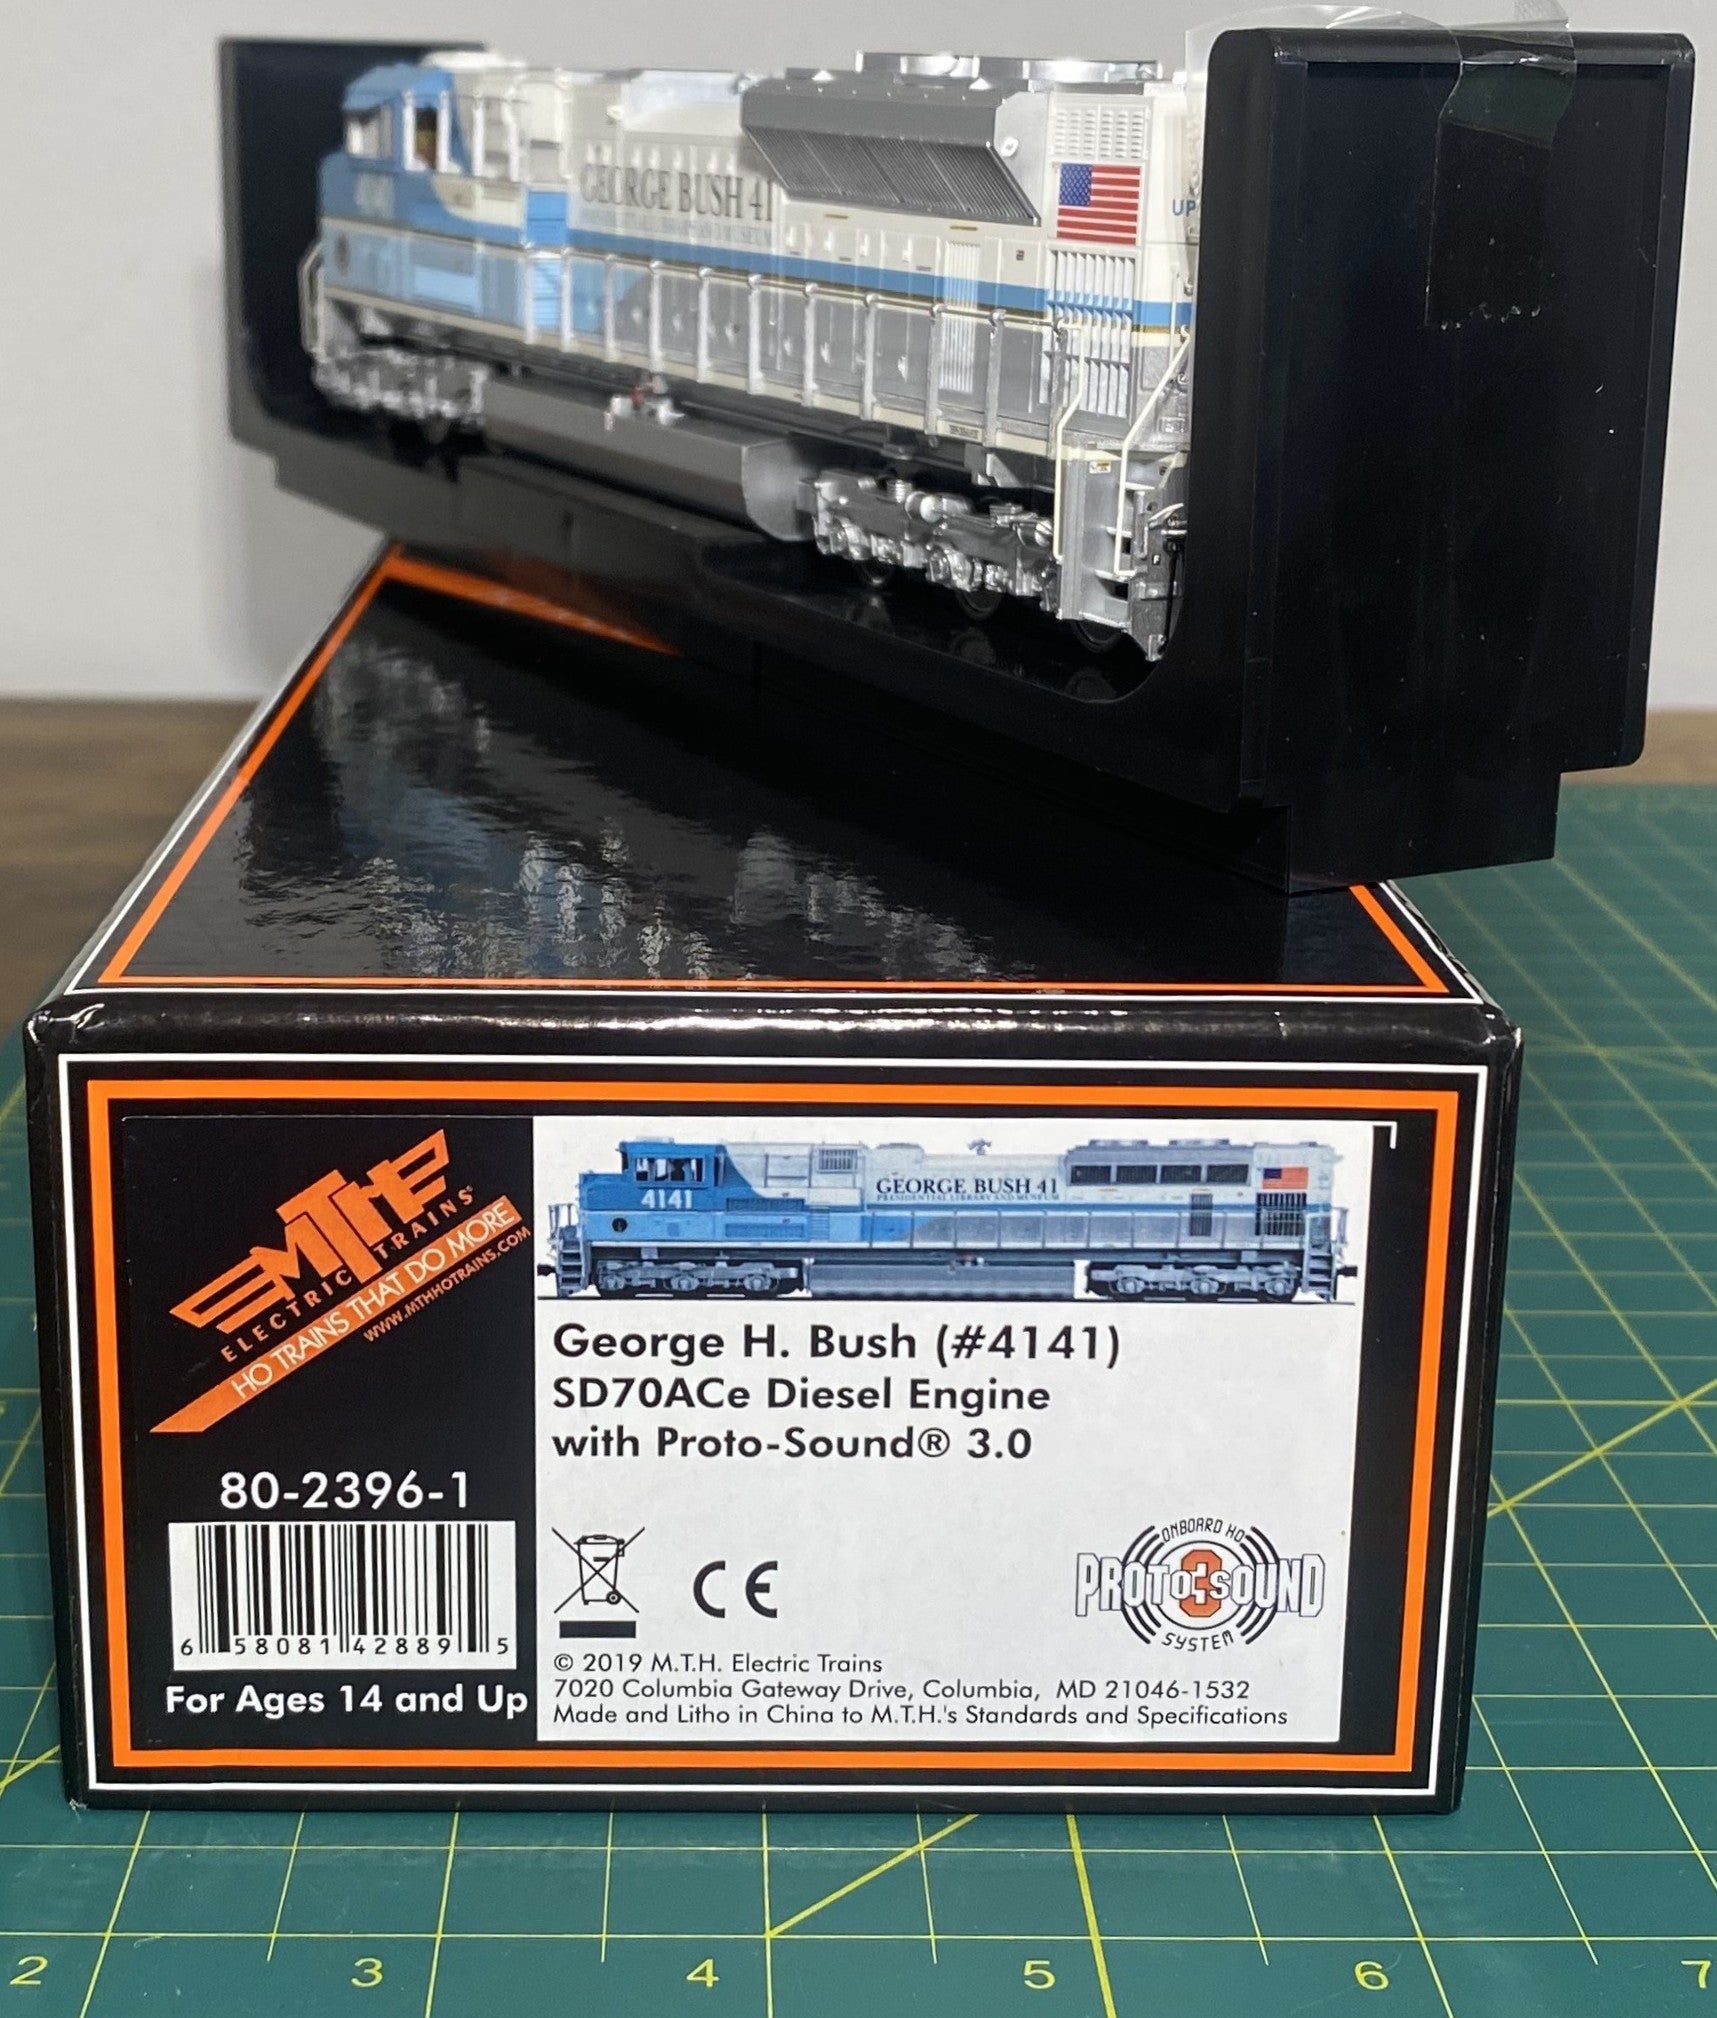 GEORGE BUSH 41
UP
MTH
ELECTRIC TRAINS
HO TRAINS THAT DO MORE
WWW.MTHHOTRAINS.COM
80-2396-1
6 58081 42889 5
For Ages 14 and Up
4141
GEORGE BUSH 41
PRESIDENTIAL LIBRARY AND MUSEUM
George H. Bush (#4141)
SD70ACe Diesel Engine
with Proto-Sound® 3.0
CE
ONBOARD HO
PROTO 3 SOUND
SYSTEM
© 2019 M.T.H. Electric Trains
7020 Columbia Gateway Drive, Columbia, MD 21046-1532
Made and Litho in China to M.T.H.'s Standards and Specifications
2 3 4 5 6 7